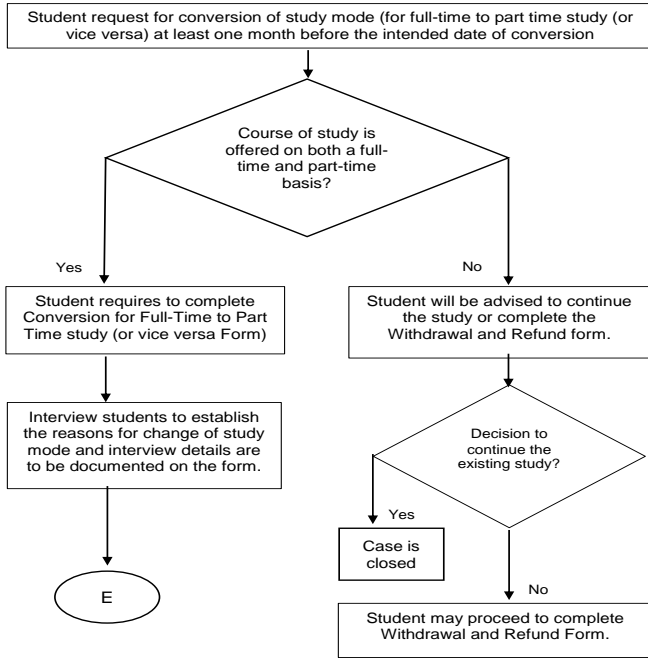 Student request for conversion of study mode (for full-time to part time study (or
vice versa) at least one month before the intended date of conversion
Course of study is
offered on both a full-
time and part-time
basis?
Yes
No
Student requires to complete
Conversion for Full-Time to Part
Time study (or vice versa Form)
Student will be advised to continue
the study or complete the
Withdrawal and Refund form.
Interview students to establish
the reasons for change of study
mode and interview details are
to be documented on the form.
Decision to
continue the
existing study?
Yes
Case is
closed
E
No
Student may proceed to complete
Withdrawal and Refund Form.